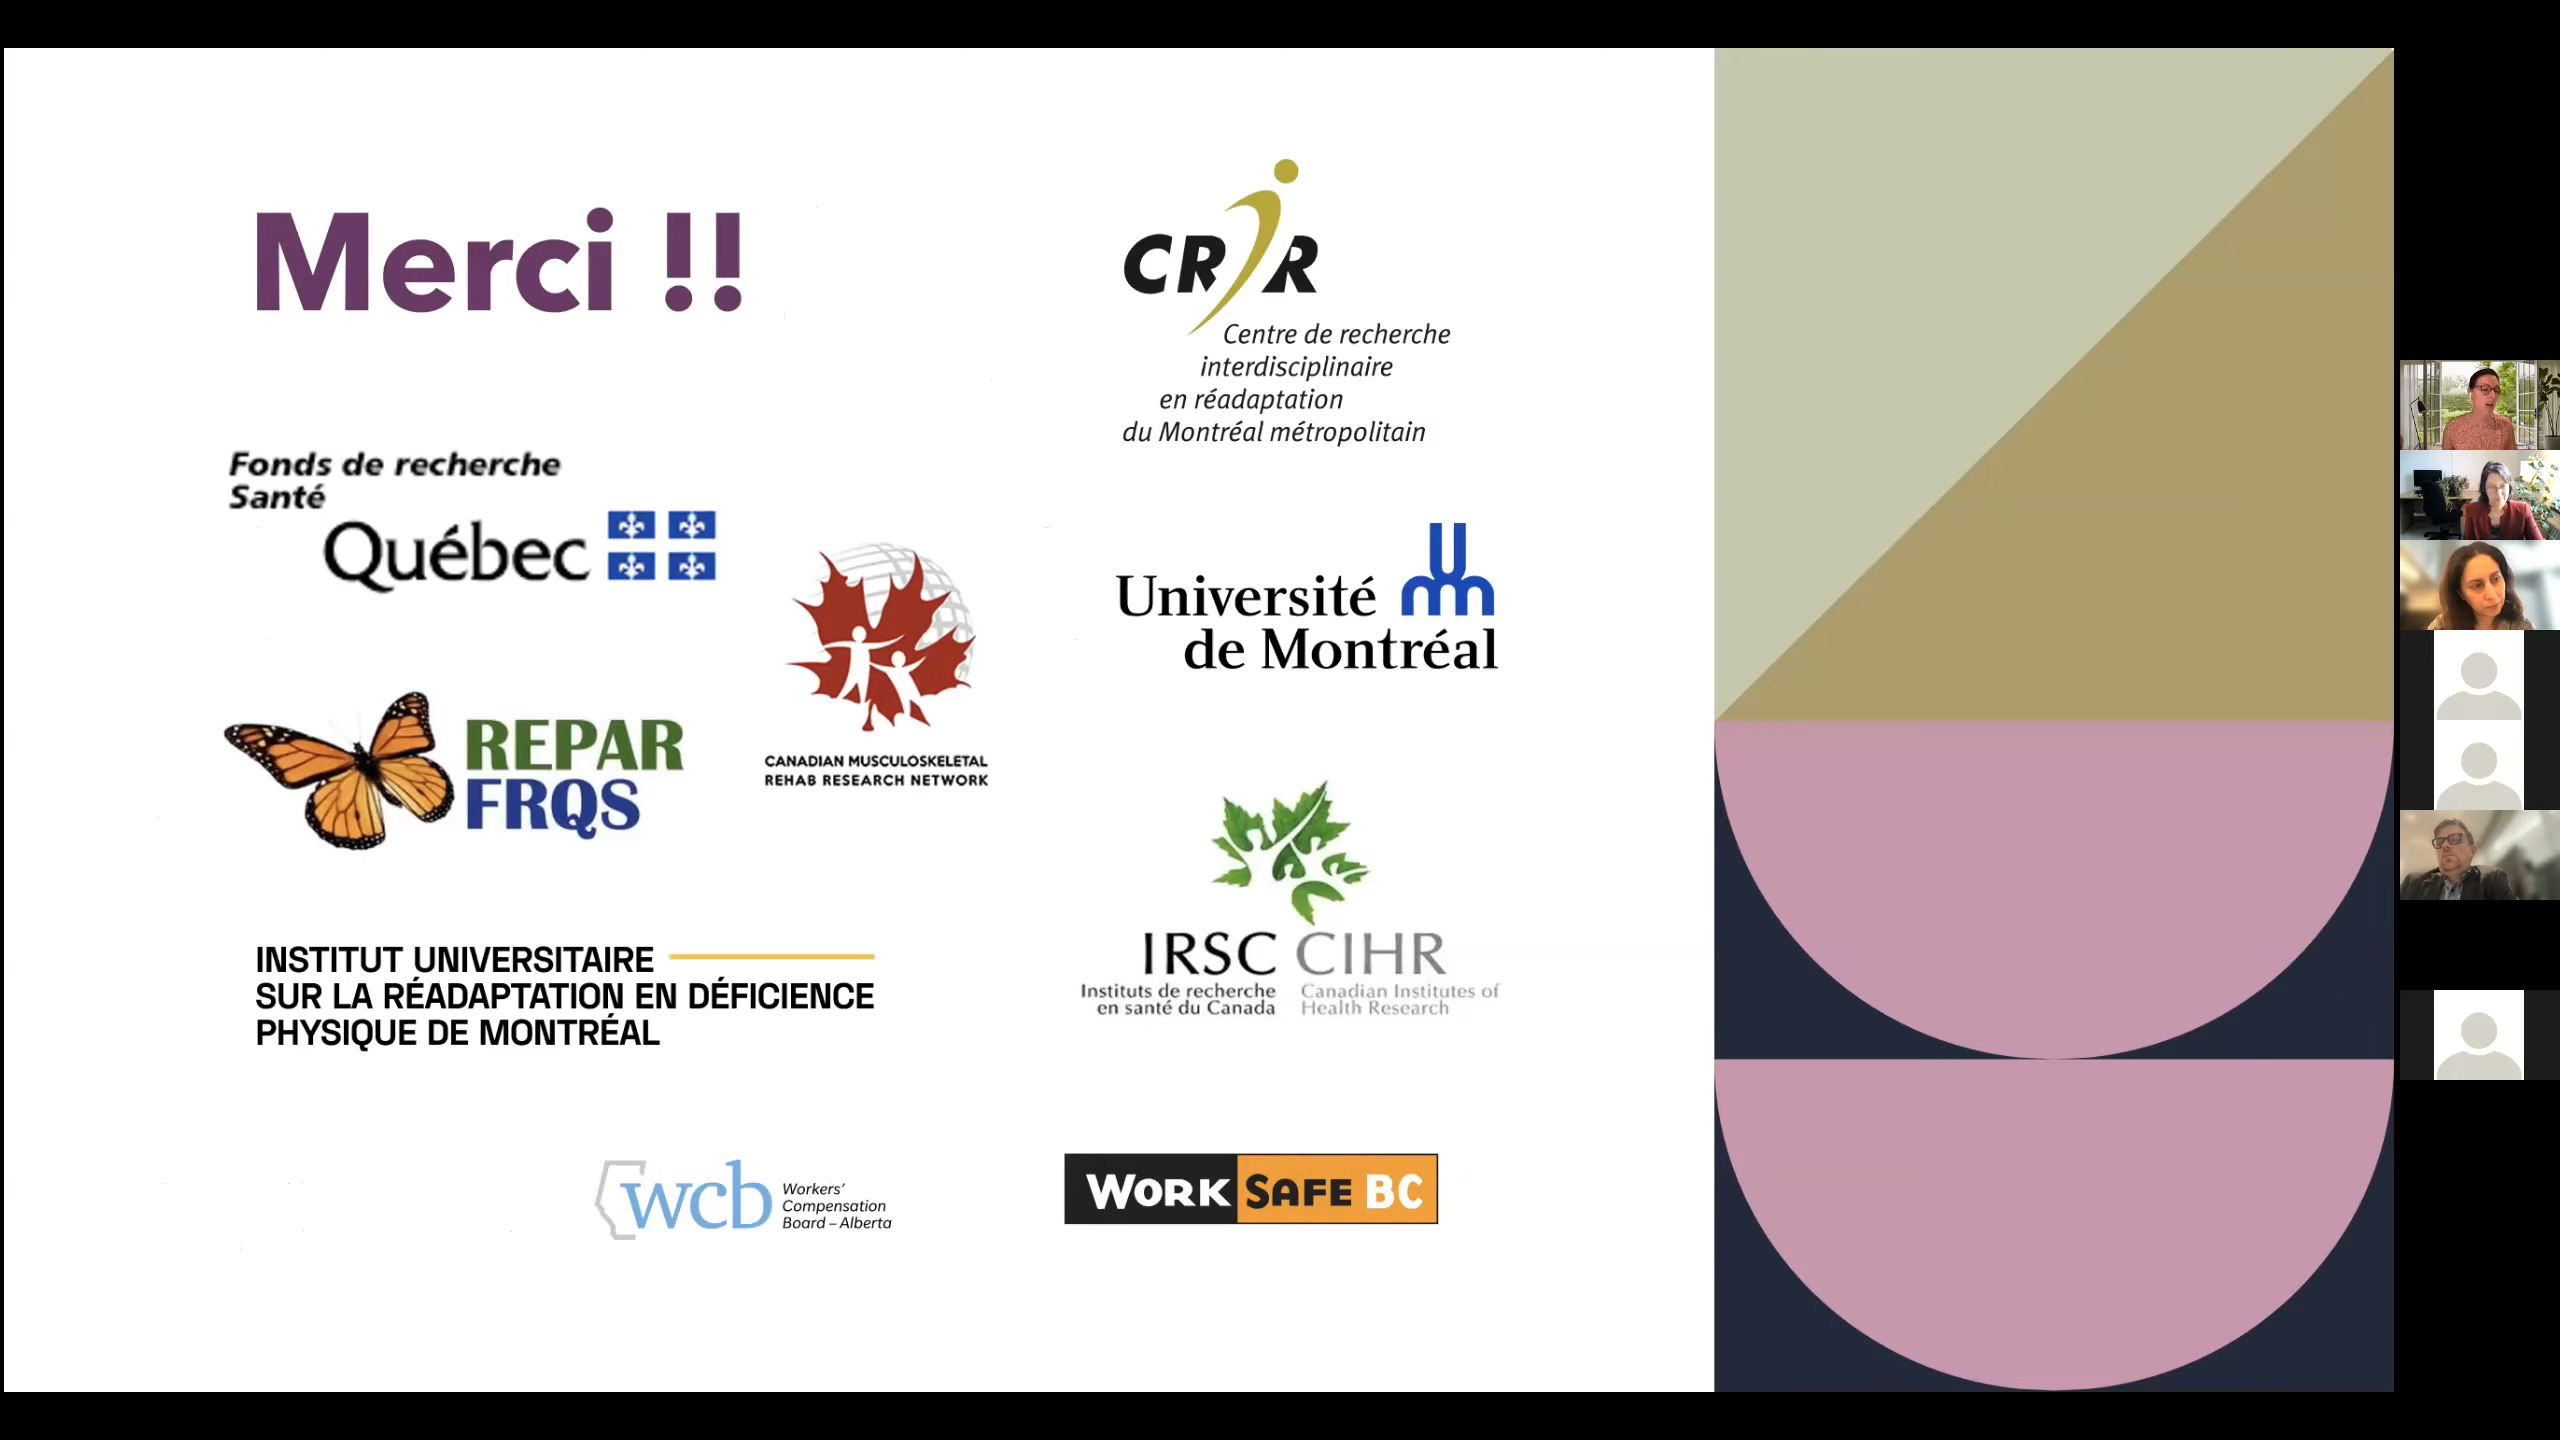 Merci !!
CRIR
Centre de recherche
interdisciplinaire
en réadaptation
du Montréal métropolitain
Fonds de recherche
Santé
Québec
CANADIAN MUSCULOSKELETAL
REHAB RESEARCH NETWORK
Université
de Montréal
REPAR
FRQS
IRSC CIHR
Instituts de recherche
en santé du Canada
Canadian Institutes of
Health Research
INSTITUT UNIVERSITAIRE
SUR LA RÉADAPTATION EN DÉFICIENCE
PHYSIQUE DE MONTRÉAL
wcb
Workers'
Compensation
Board – Alberta
WORK SAFE BC